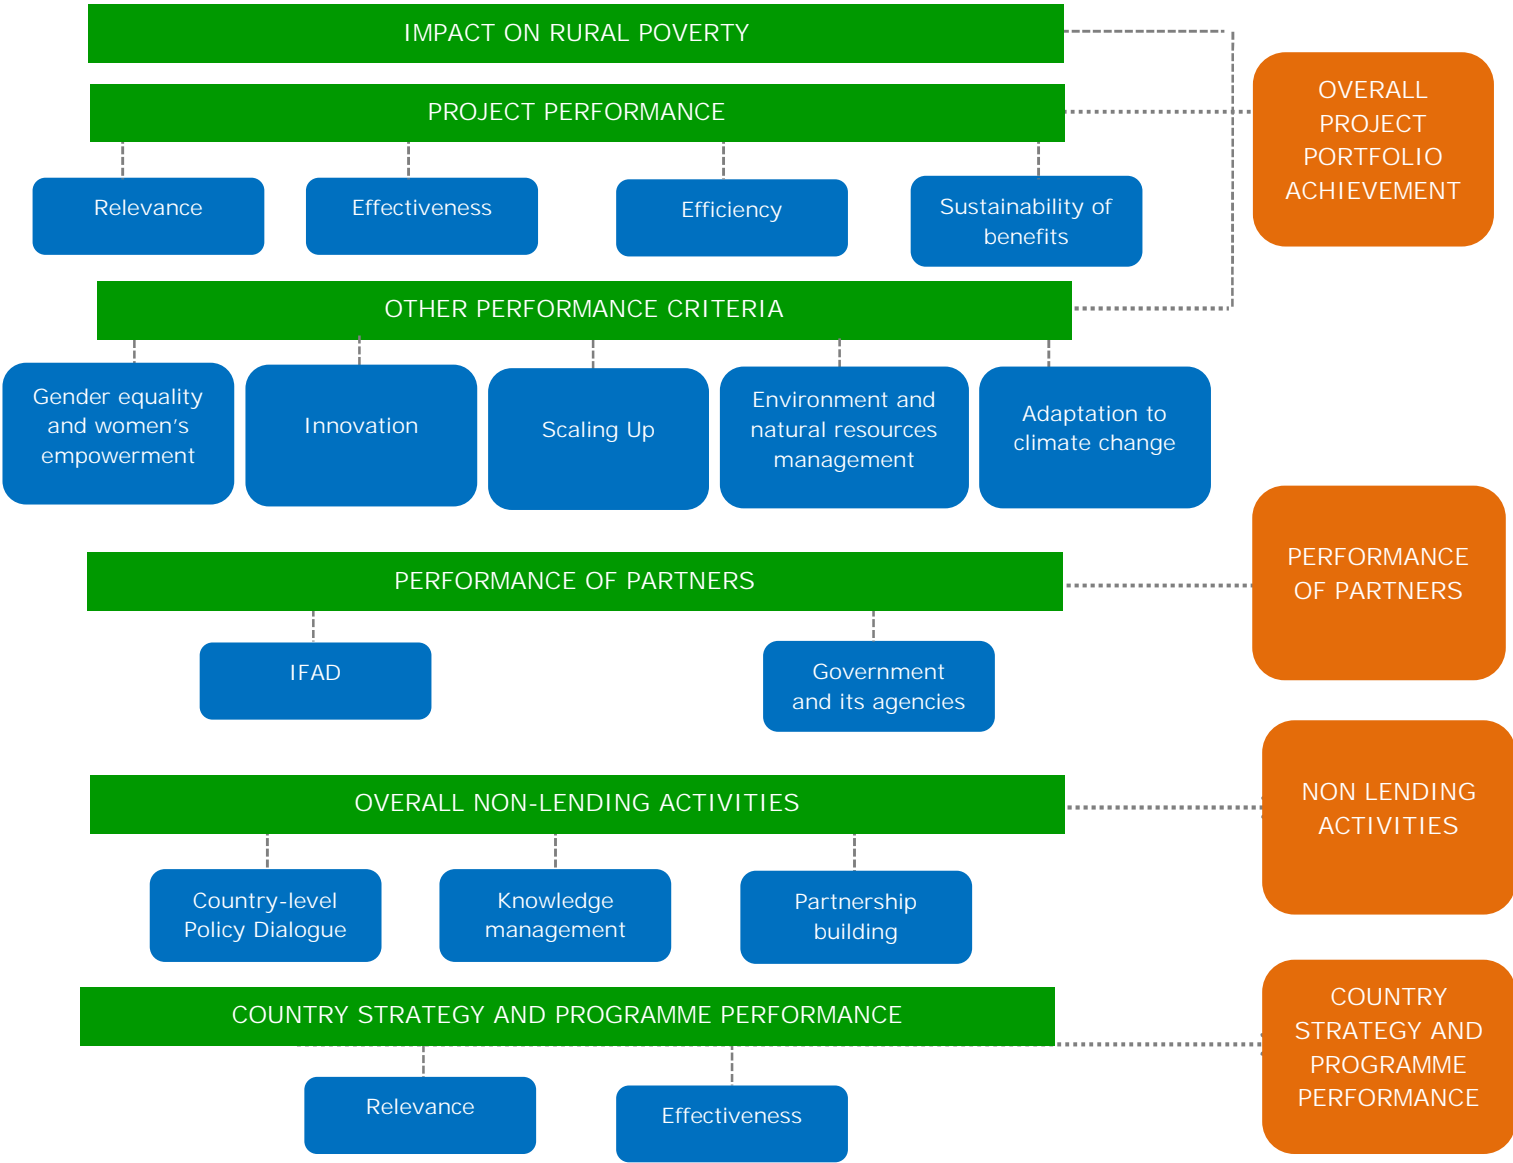 IMPACT ON RURAL POVERTY
OVERALL
PROJECT
PORTFOLIO
ACHIEVEMENT
PROJECT PERFORMANCE
Relevance
Effectiveness
Efficiency
Sustainability of
benefits
OTHER PERFORMANCE CRITERIA
Gender equality
and women's
empowerment
Innovation
Scaling Up
Environment and
natural resources
management
Adaptation to
climate change
PERFORMANCE OF PARTNERS
PERFORMANCE
OF PARTNERS
IFAD
Government
and its agencies
OVERALL NON-LENDING ACTIVITIES
NON LENDING
ACTIVITIES
Country-level
Policy Dialogue
Knowledge
management
Partnership
building
COUNTRY STRATEGY AND PROGRAMME PERFORMANCE
COUNTRY
STRATEGY AND
PROGRAMME
PERFORMANCE
Relevance
Effectiveness